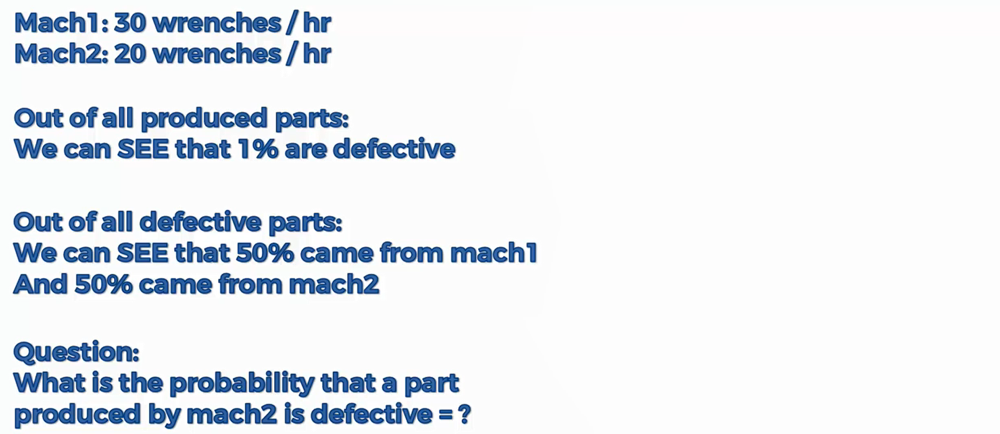 Mach1: 30 wrenches / hr
Mach2: 20 wrenches / hr
Out of all produced parts:
We can SEE that 1% are defective
Out of all defective parts:
We can SEE that 50% came from mach1
And 50% came from mach2
Question:
What is the probability that a part
produced by mach2 is defective = ?